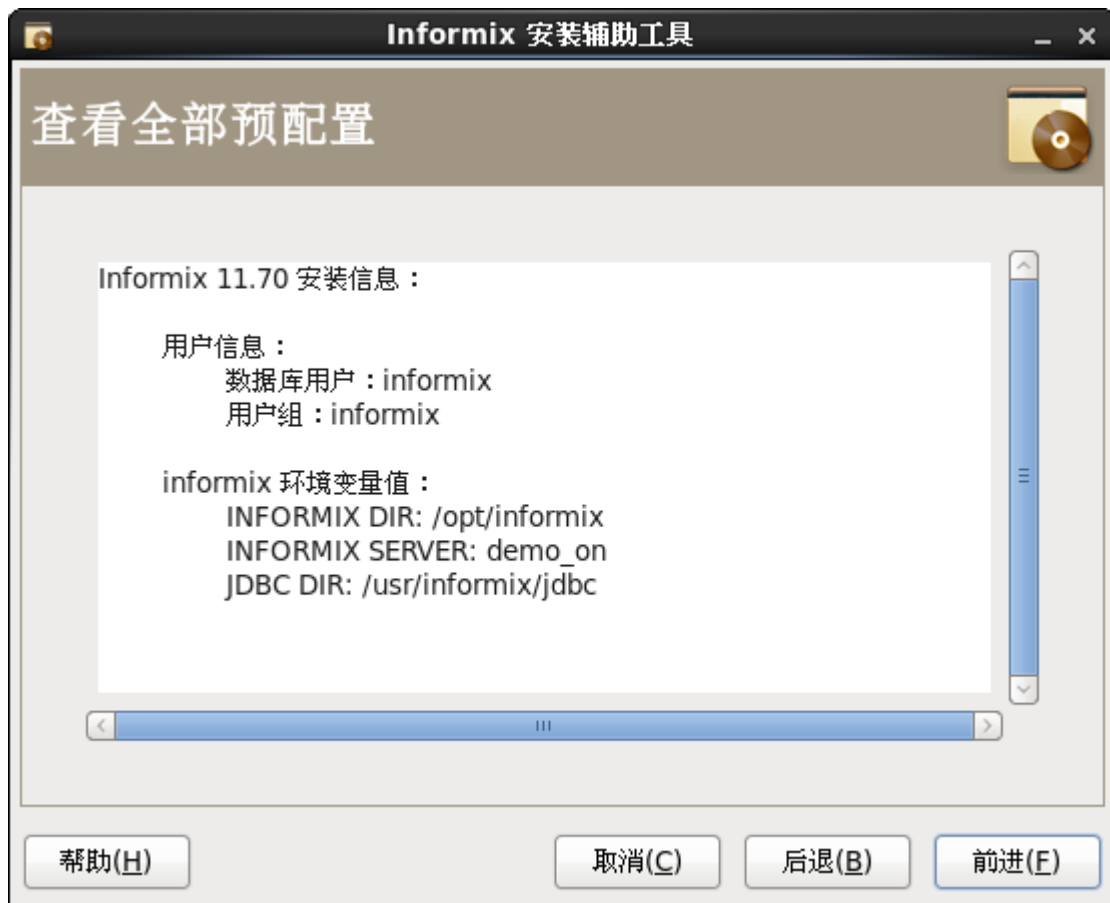 Informix 安装辅助工具
查看全部预配置
Informix 11.70 安装信息：
用户信息：
数据库用户：informix
用户组：informix
informix 环境变量值：
INFORMIX DIR: /opt/informix
INFORMIX SERVER: demo_on
JDBC DIR: /usr/informix/jdbc
帮助(H) 取消(C) 后退(B) 前进(F)